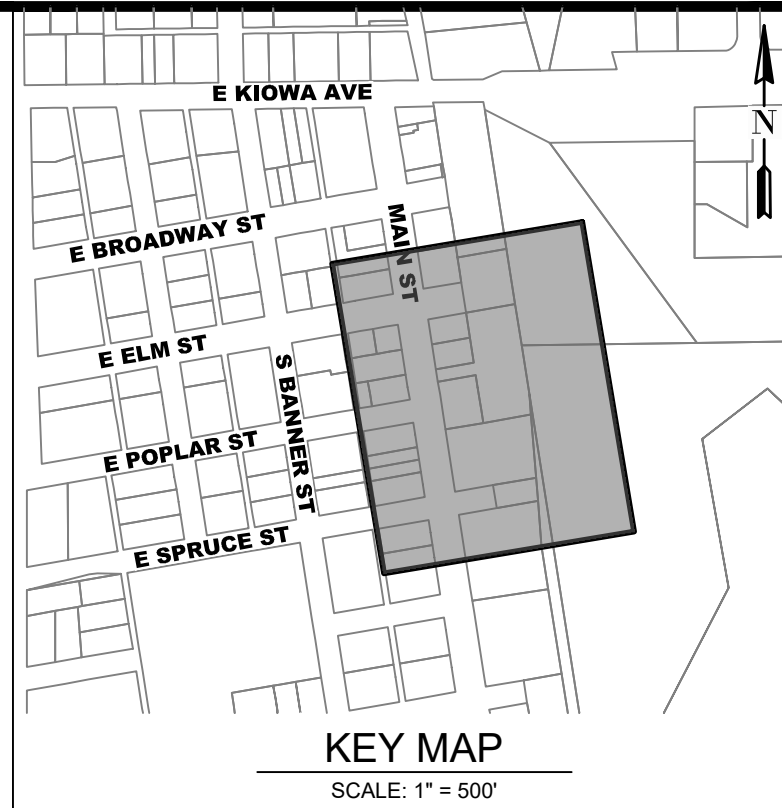 E KIOWA AVE
N
MAIN ST
E BROADWAY ST
E ELM ST
S BANNER ST
E POPLAR ST
E SPRUCE ST
KEY MAP
SCALE: 1" = 500'